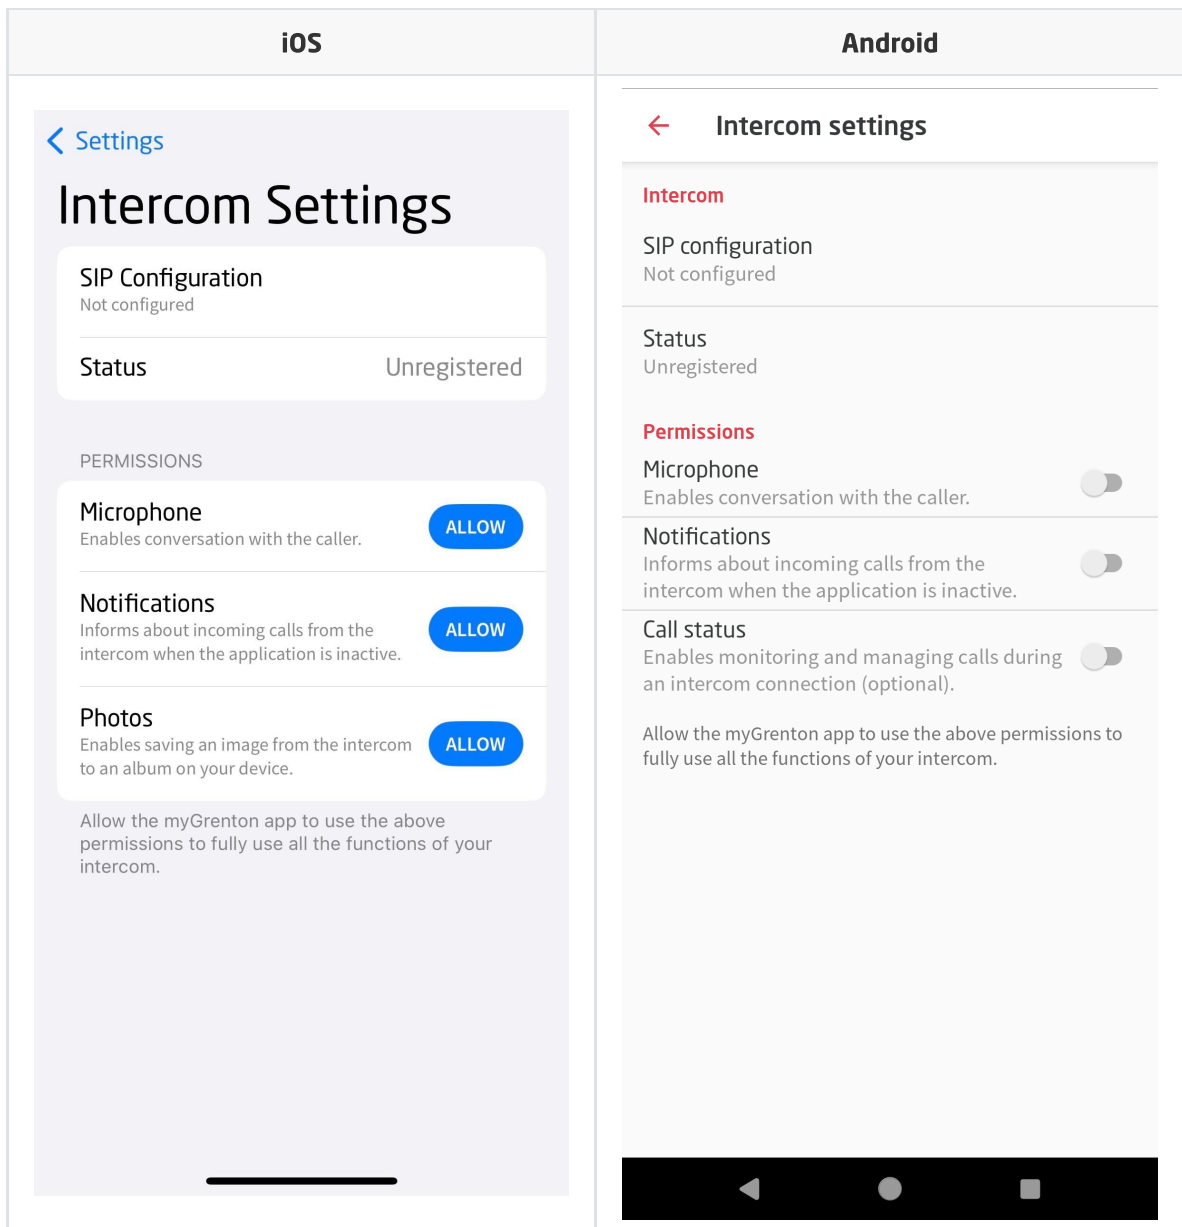 iOS
Android
Settings
Intercom Settings
SIP Configuration
Not configured
Status
Unregistered
PERMISSIONS
Microphone
Enables conversation with the caller.
ALLOW
Notifications
Informs about incoming calls from the
intercom when the application is inactive.
ALLOW
Photos
Enables saving an image from the intercom
to an album on your device.
ALLOW
Allow the myGrenton app to use the above
permissions to fully use all the functions of your
intercom.
Intercom settings
Intercom
SIP configuration
Not configured
Status
Unregistered
Permissions
Microphone
Enables conversation with the caller.
Notifications
Informs about incoming calls from the
intercom when the application is inactive.
Call status
Enables monitoring and managing calls during
an intercom connection (optional).
Allow the myGrenton app to use the above permissions to
fully use all the functions of your intercom.